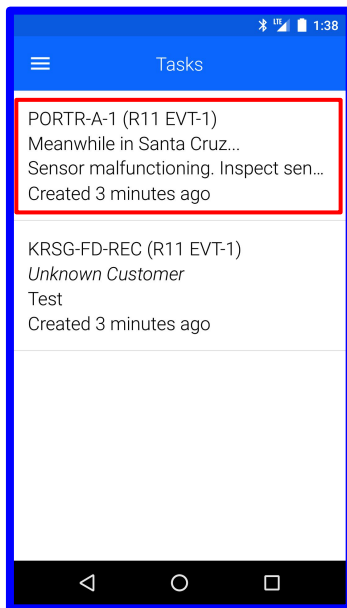 LTE 1:38
Tasks
PORTR-A-1 (R11 EVT-1)
Meanwhile in Santa Cruz...
Sensor malfunctioning. Inspect sen...
Created 3 minutes ago
KRSG-FD-REC (R11 EVT-1)
Unknown Customer
Test
Created 3 minutes ago